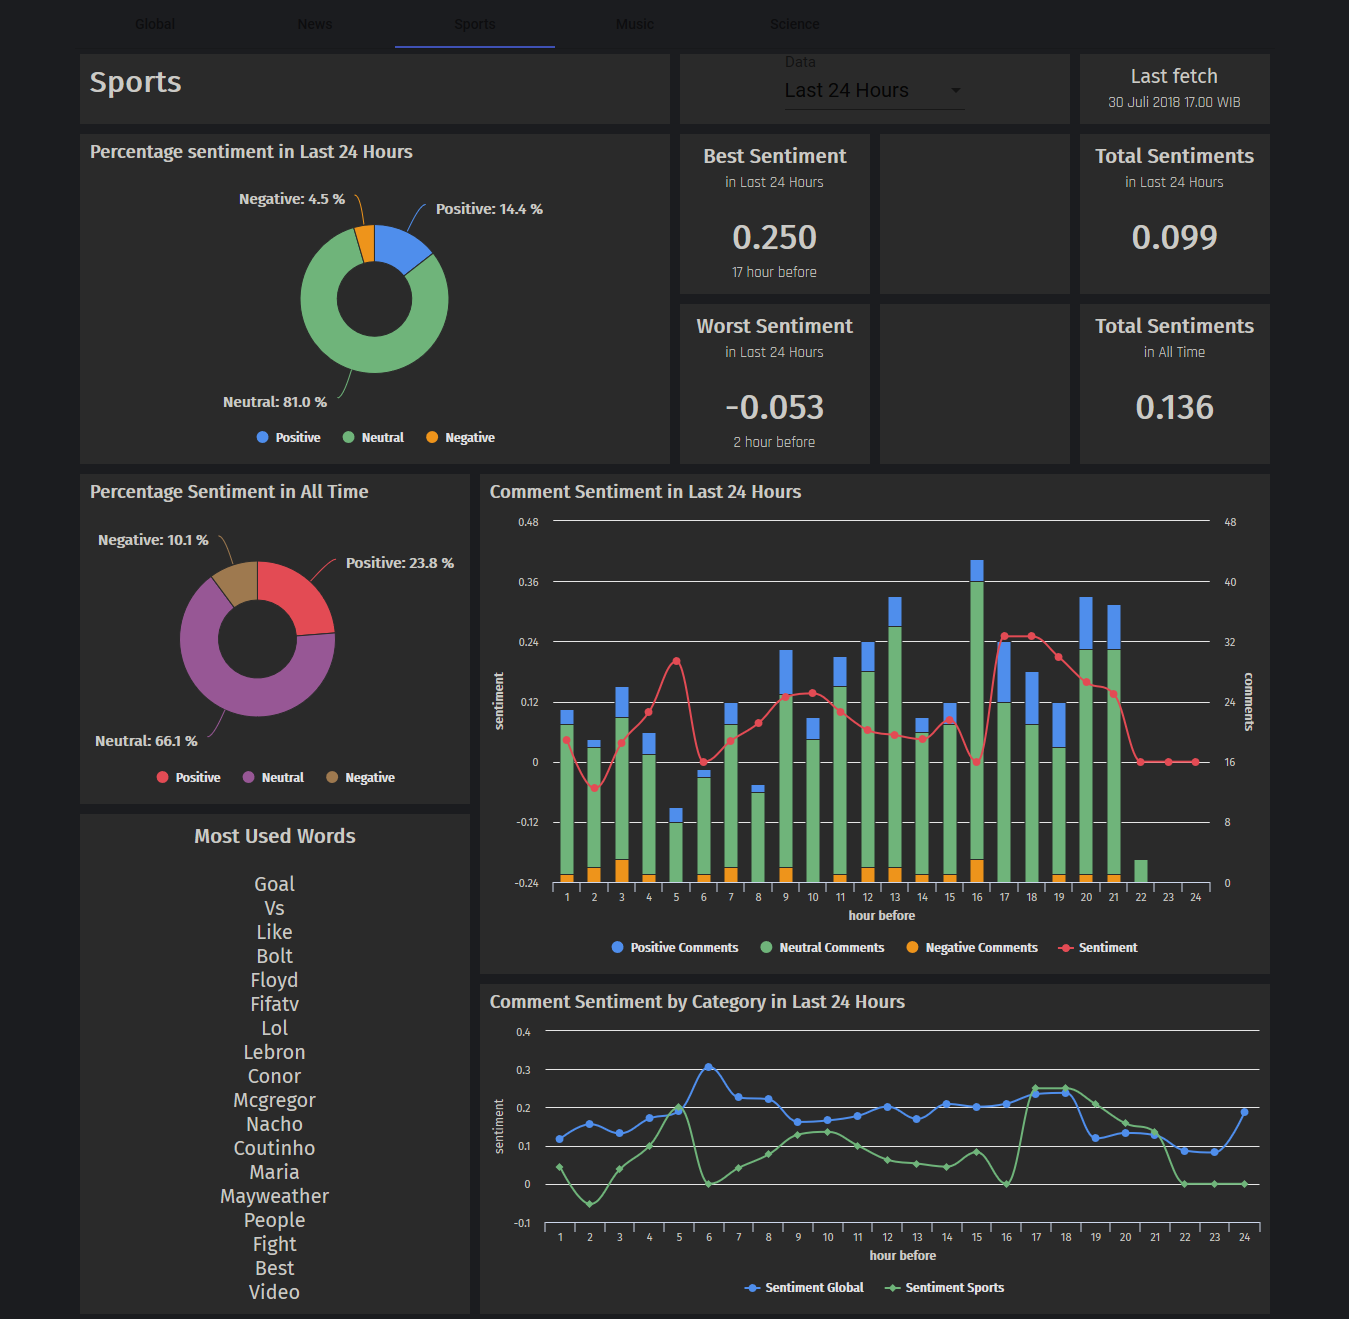 Global News Sports Music Science
Sports
Data
Last 24 Hours
Last fetch
30 Juli 2018 17.00 WIB
Percentage sentiment in Last 24 Hours
Negative: 4.5 %
Positive: 14.4 %
Neutral: 81.0 %
Positive Neutral Negative
Best Sentiment
in Last 24 Hours
0.250
17 hour before
Total Sentiments
in Last 24 Hours
0.099
Worst Sentiment
in Last 24 Hours
-0.053
2 hour before
Total Sentiments
in All Time
0.136
Percentage Sentiment in All Time
Negative: 10.1 %
Positive: 23.8 %
Neutral: 66.1 %
Positive Neutral Negative
Most Used Words
Goal
Vs
Like
Bolt
Floyd
Fifatv
Lol
Lebron
Conor
Mcgregor
Nacho
Coutinho
Maria
Mayweather
People
Fight
Best
Video
Comment Sentiment in Last 24 Hours
sentiment
0.48
0.36
0.24
0.12
0
-0.12
-0.24
48
40
32
24
16
8
0
comments
1 2 3 4 5 6 7 8 9 10 11 12 13 14 15 16 17 18 19 20 21 22 23 24
hour before
Positive Comments Neutral Comments Negative Comments Sentiment
Comment Sentiment by Category in Last 24 Hours
sentiment
0.4
0.3
0.2
0.1
0
-0.1
1 2 3 4 5 6 7 8 9 10 11 12 13 14 15 16 17 18 19 20 21 22 23 24
hour before
Sentiment Global Sentiment Sports